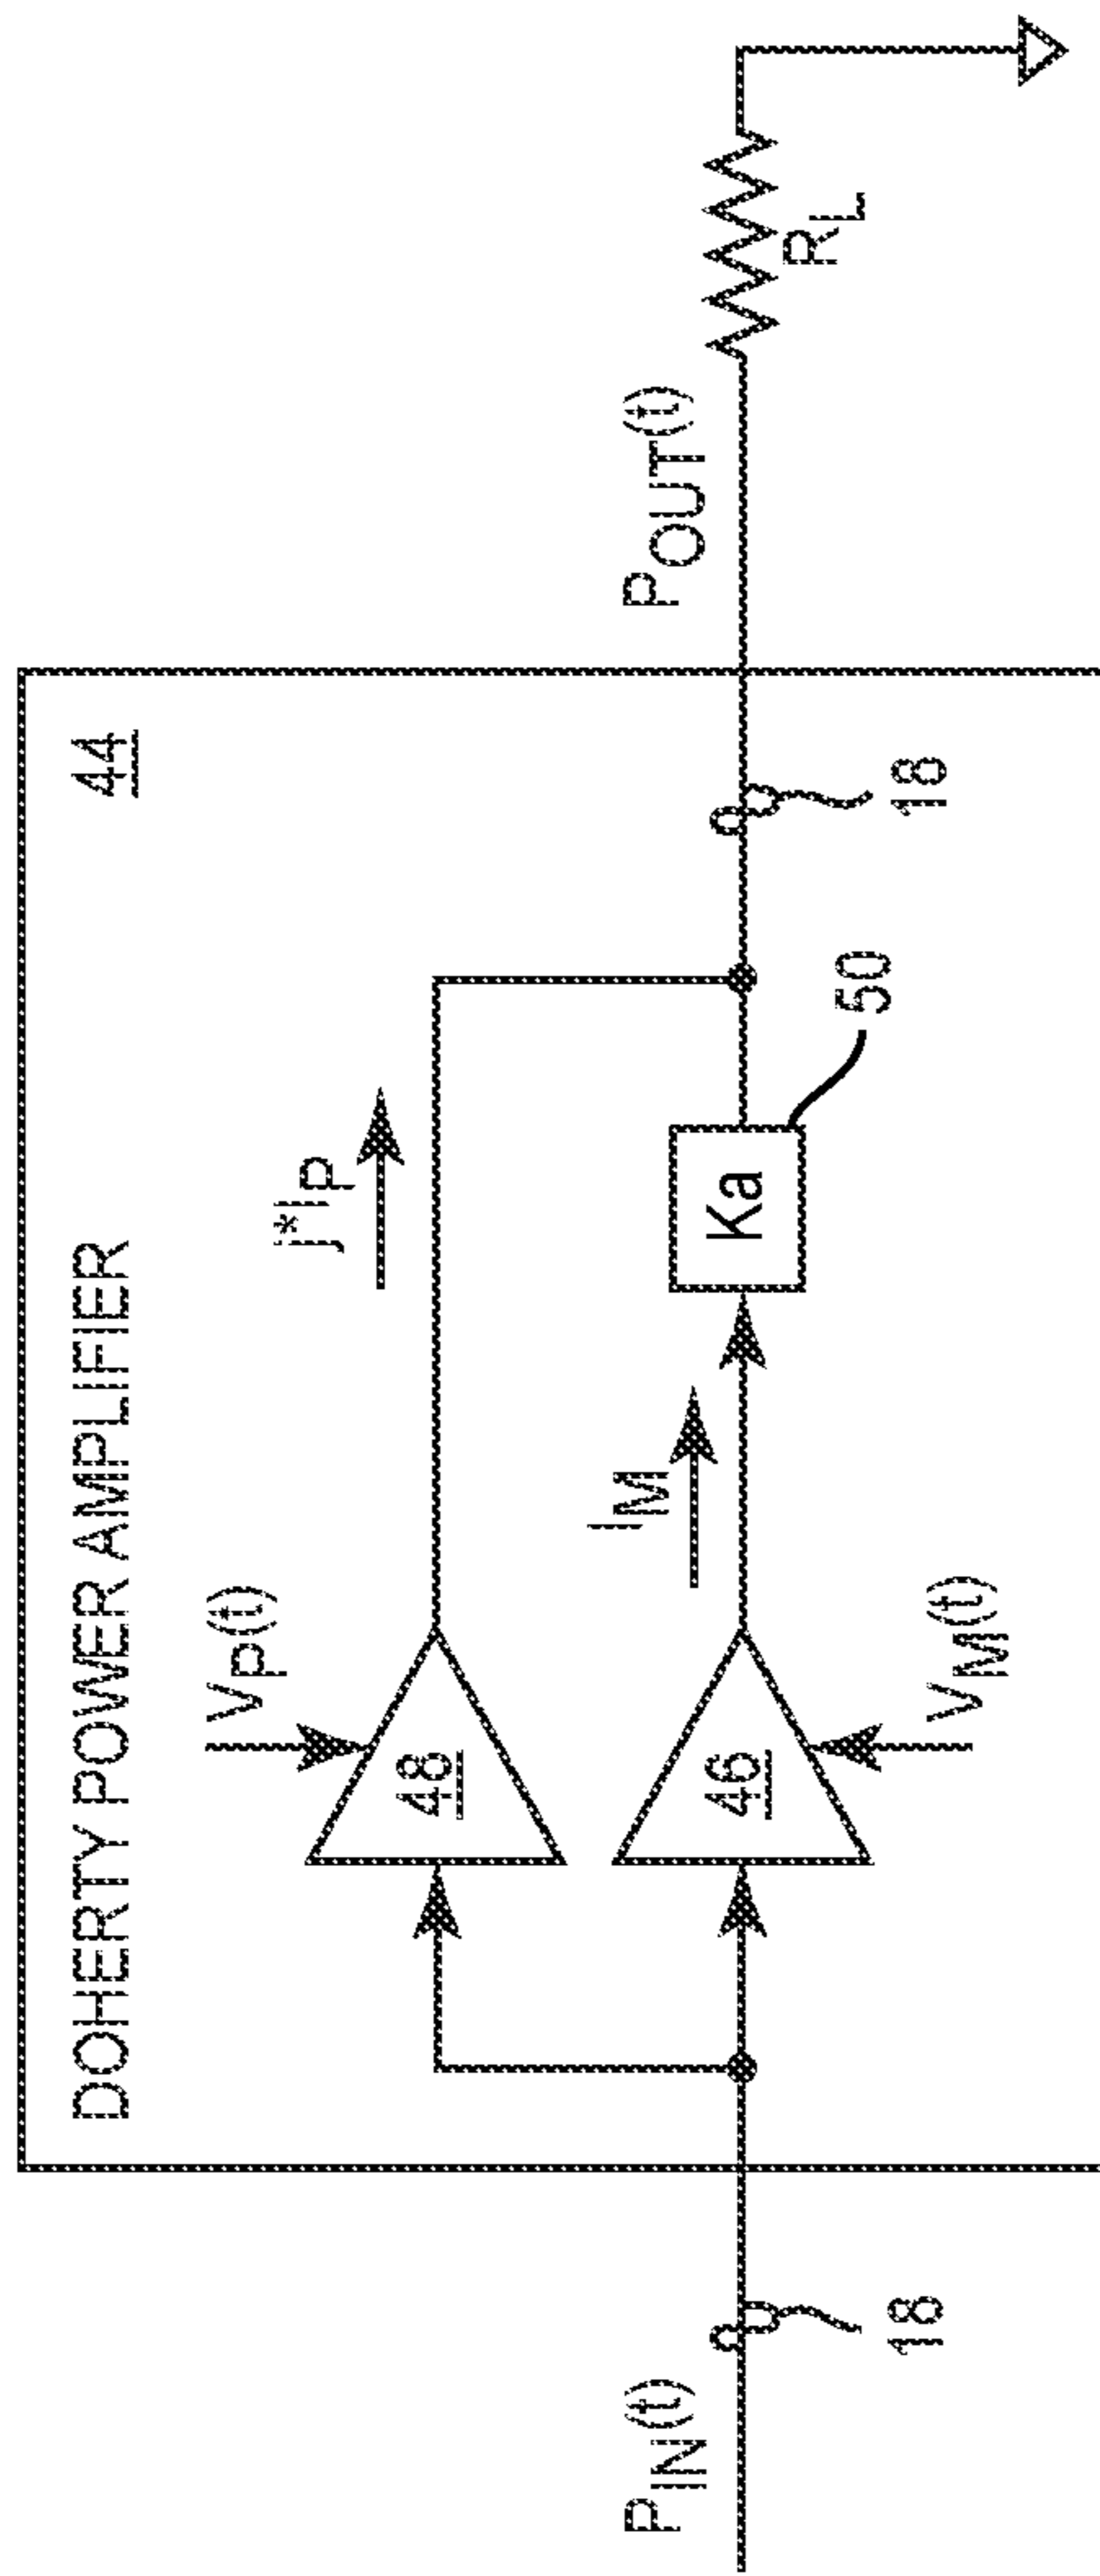 DOHERTY POWER AMPLIFIER
44
VP(t)
j*IP
48
IM
Ka
50
46
VM(t)
PIN(t)
18
18
POUT(t)
RL